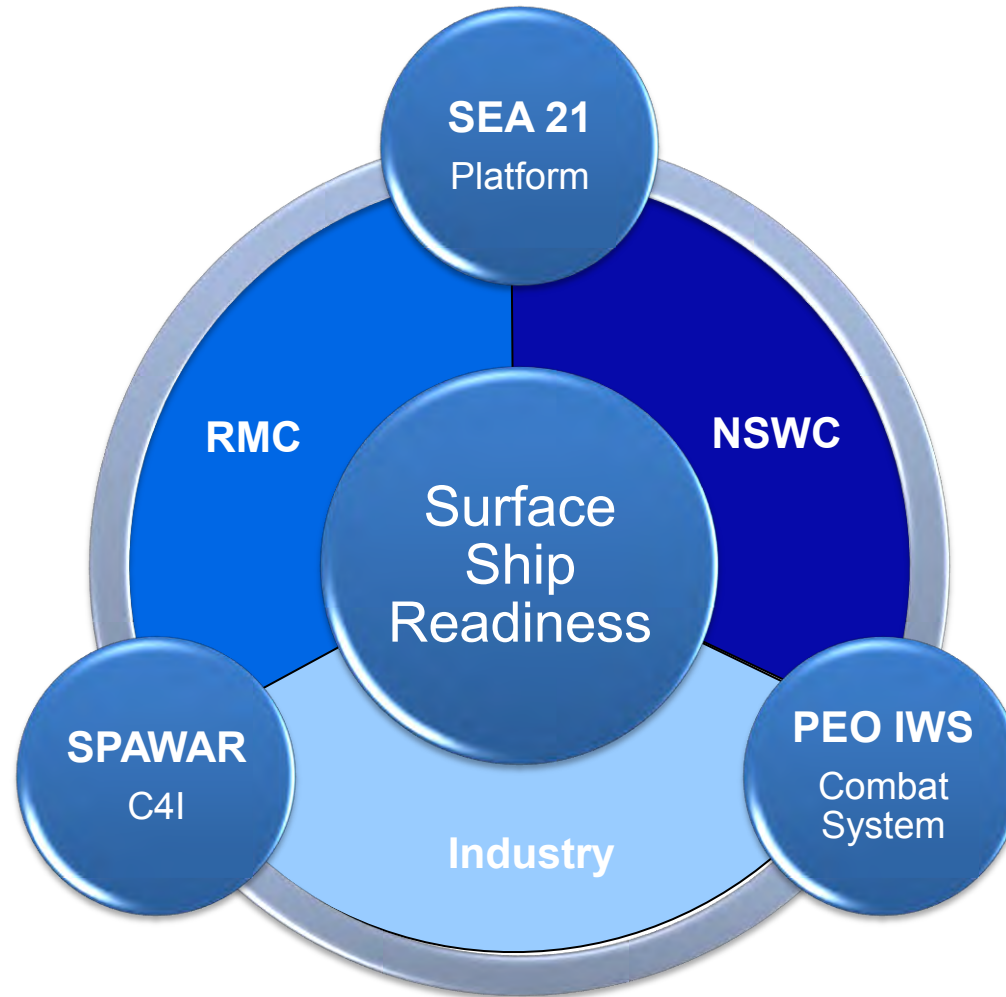 SEA 21
Platform
RMC
NSWC
Surface
Ship
Readiness
SPAWAR
C4I
PEO IWS
Combat
System
Industry